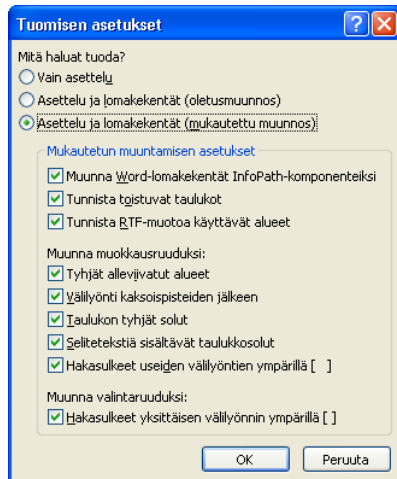 Tuomisen asetukset
Mitä haluat tuoda?
Vain asettelu
Asettelu ja lomakekentät (oletusmuunnos)
Asettelu ja lomakekentät (mukautettu muunnos)
Mukautetun muuntamisen asetukset
Muunna Word-lomakekentät InfoPath-komponenteiksi
Tunnista toistuvat taulukot
Tunnista RTF-muotoa käyttävät alueet
Muunna muokkausruuduksi:
Tyhjät allevijvatut alueet
Välilyönti kaksoispisteiden jälkeen
Taulukon tyhjät solut
Selitetekstiä sisältävät taulukkosolut
Hakasulkeet useiden välilyöntien ympärillä [   ]
Muunna valintaruuduksi:
Hakasulkeet yksittäisen välilyönnin ympärillä [ ]
OK
Peruuta